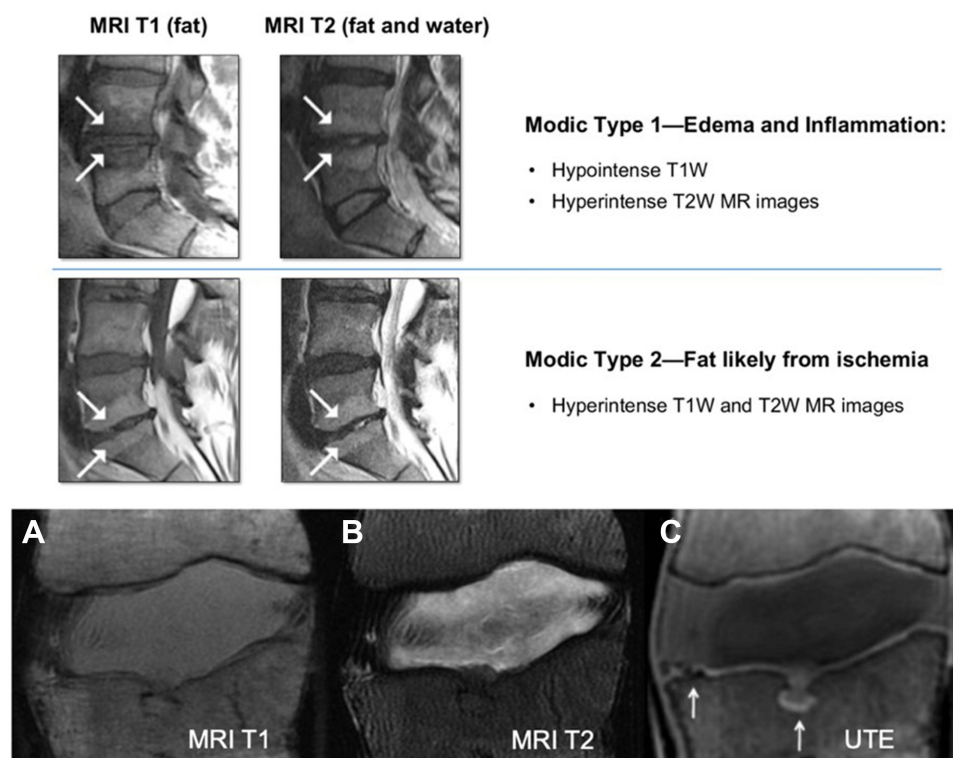 MRI T1 (fat)
MRI T2 (fat and water)
Modic Type 1—Edema and Inflammation:
• Hypointense T1W
• Hyperintense T2W MR images
Modic Type 2—Fat likely from ischemia
• Hyperintense T1W and T2W MR images
A
B
C
MRI T1
MRI T2
UTE